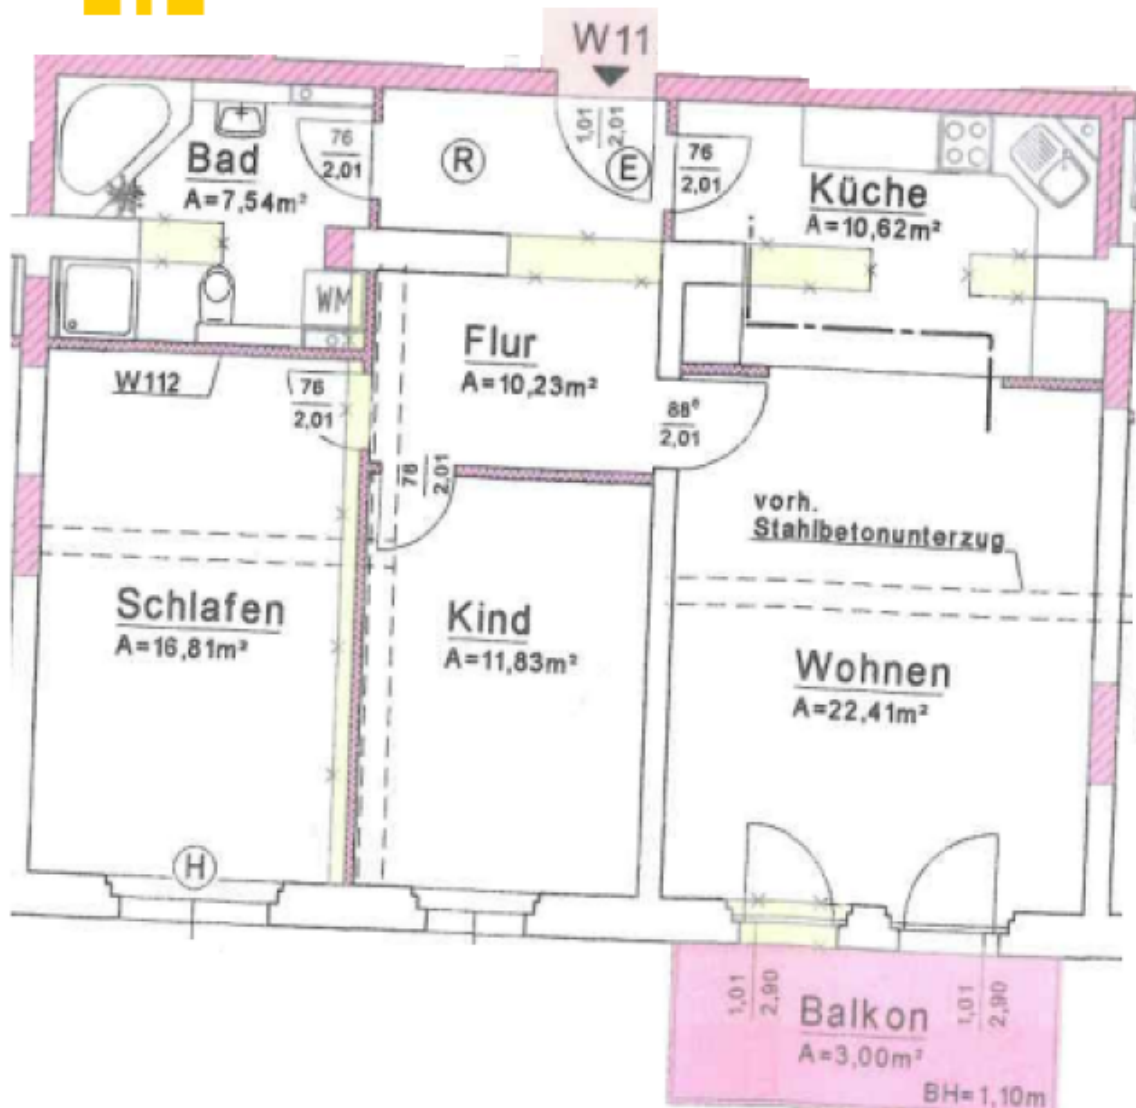 W11
1,01
2,01
76
2,01
R
E
76
2,01
Bad
A=7,54m²
Küche
A=10,62m²
WM
Flur
A=10,23m²
W112
76
2,01
88⁰
2,01
76
2,01
vorh.
Stahlbetonunterzug
Schlafen
A=16,81m²
Kind
A=11,83m²
Wohnen
A=22,41m²
H
1,01
2,90
1,01
2,90
Balkon
A=3,00m²
BH=1,10m